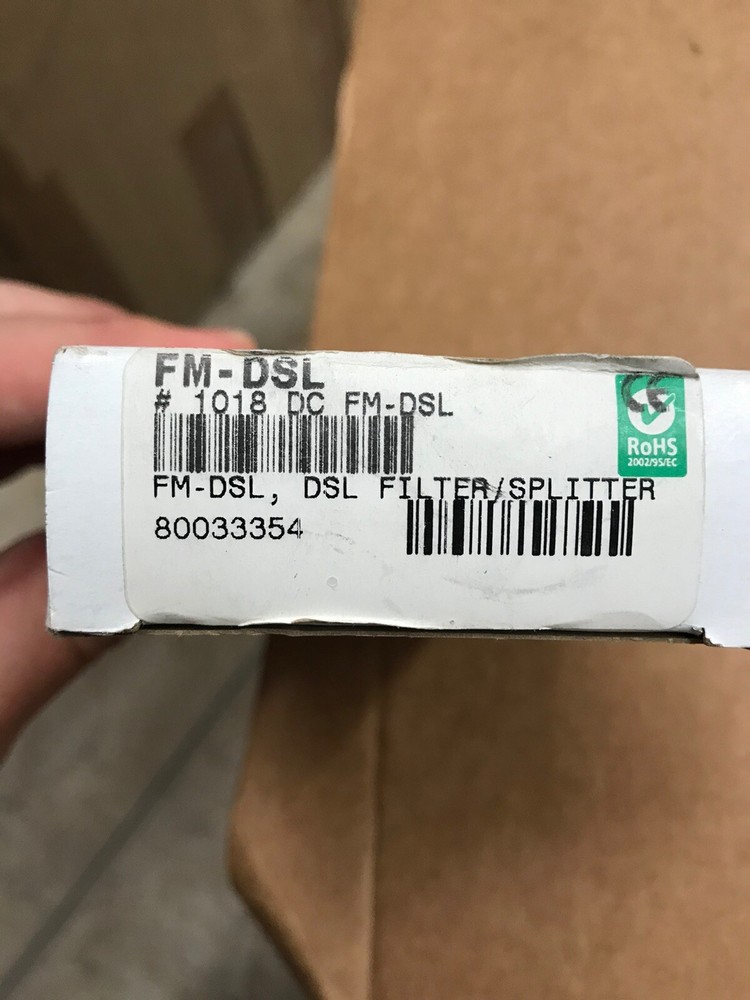 FM-DSL
# 1018 DC FM-DSL
CE
RoHS
2002/95/EC
FM-DSL, DSL FILTER/SPLITTER
80033354